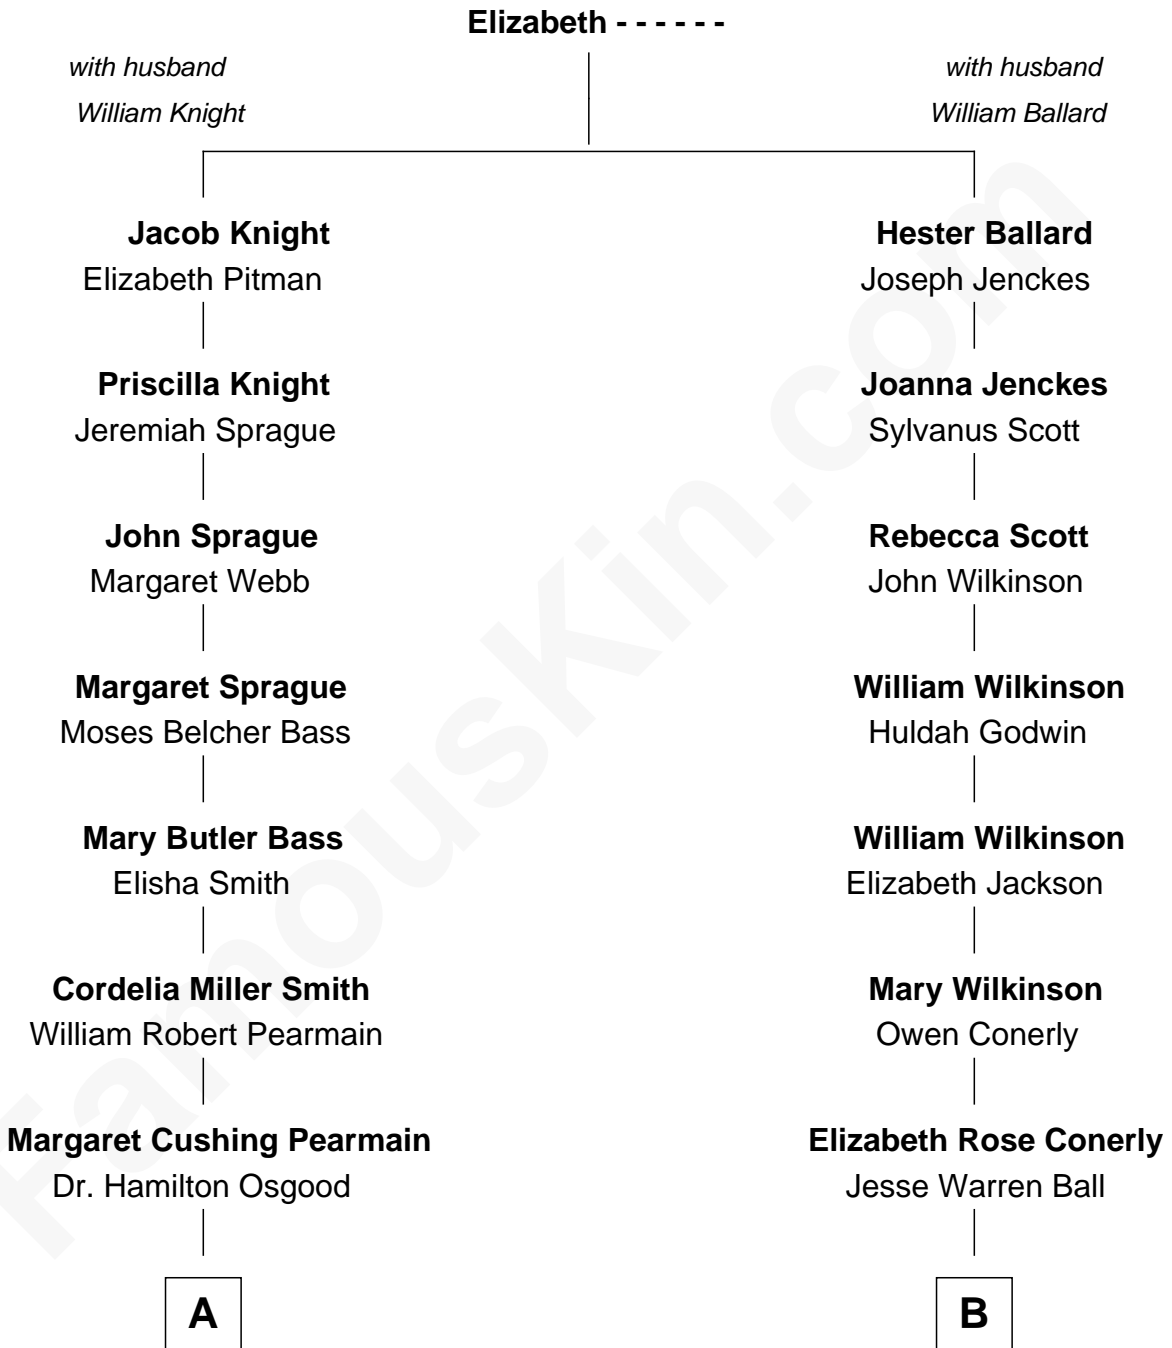 Elizabeth - - - - - -
with husband
William Knight
with husband
William Ballard
Jacob Knight
Elizabeth Pitman
Hester Ballard
Joseph Jenckes
Priscilla Knight
Jeremiah Sprague
Joanna Jenckes
Sylvanus Scott
John Sprague
Margaret Webb
Rebecca Scott
John Wilkinson
Margaret Sprague
Moses Belcher Bass
William Wilkinson
Huldah Godwin
Mary Butler Bass
Elisha Smith
William Wilkinson
Elizabeth Jackson
Cordelia Miller Smith
William Robert Pearmain
Mary Wilkinson
Owen Conerly
Margaret Cushing Pearmain
Dr. Hamilton Osgood
Elizabeth Rose Conerly
Jesse Warren Ball
A
B
FamousKin.com